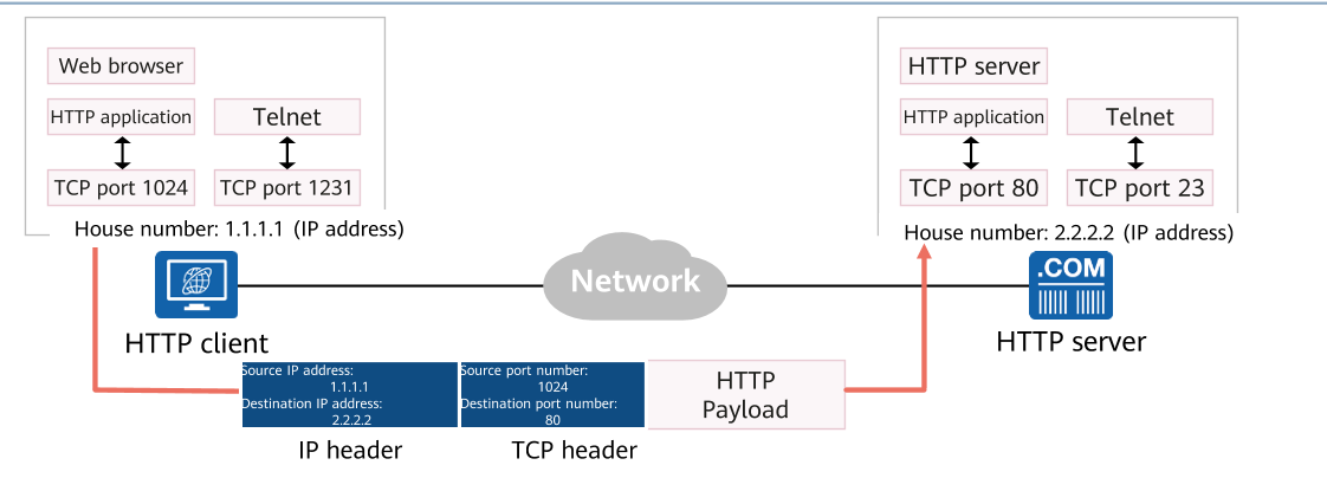 Web browser
HTTP application
Telnet
TCP port 1024
TCP port 1231
House number: 1.1.1.1 (IP address)
HTTP client
Network
HTTP server
HTTP application
Telnet
TCP port 80
TCP port 23
House number: 2.2.2.2 (IP address)
.COM
HTTP server
Source IP address:
1.1.1.1
Destination IP address:
2.2.2.2
IP header
Source port number:
1024
Destination port number:
80
TCP header
HTTP
Payload